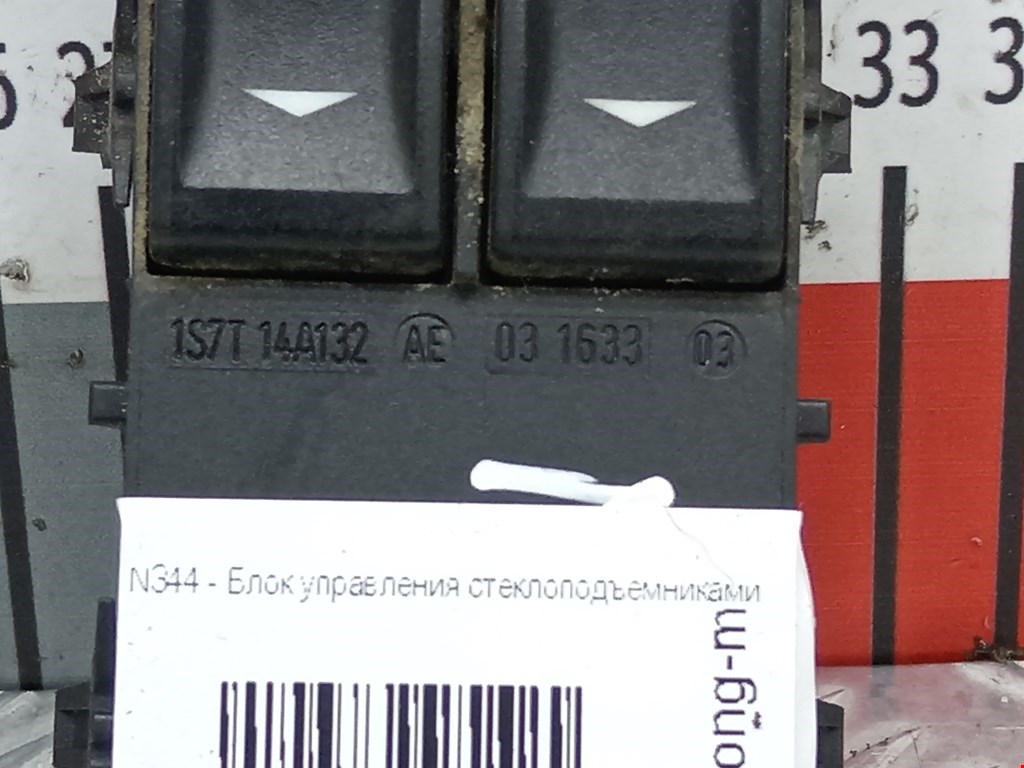 33
1S7T 14A132 AE 03 1633 03
N344 - Блок управления стеклоподъемниками
ong-m